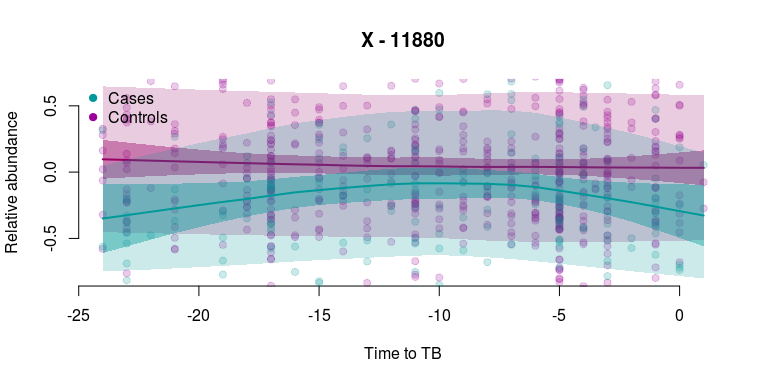 X - 11880
Cases
Controls
Relative abundance
0.5
0.0
-0.5
-25 -20 -15 -10 -5 0
Time to TB